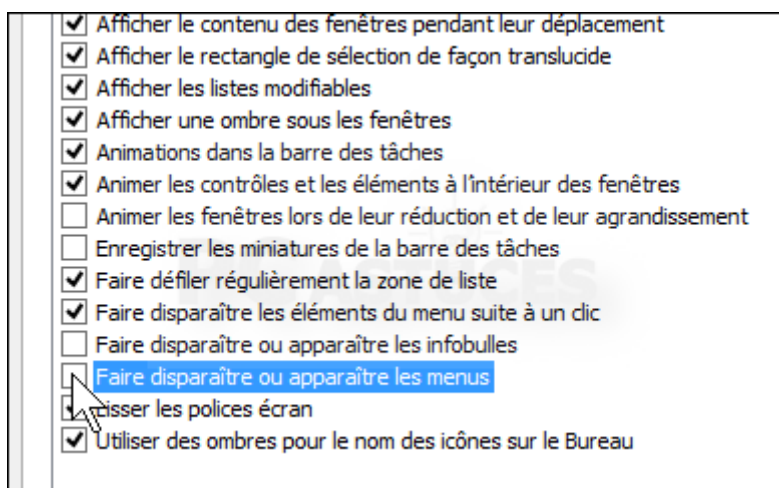 Afficher le contenu des fenêtres pendant leur déplacement
Afficher le rectangle de sélection de façon translucide
Afficher les listes modifiables
Afficher une ombre sous les fenêtres
Animations dans la barre des tâches
Animer les contrôles et les éléments à l'intérieur des fenêtres
Animer les fenêtres lors de leur réduction et de leur agrandissement
Enregistrer les miniatures de la barre des tâches
Faire défiler régulièrement la zone de liste
Faire disparaître les éléments du menu suite à un clic
Faire disparaître ou apparaître les infobulles
Faire disparaître ou apparaître les menus
Lisser les polices écran
Utiliser des ombres pour le nom des icônes sur le Bureau